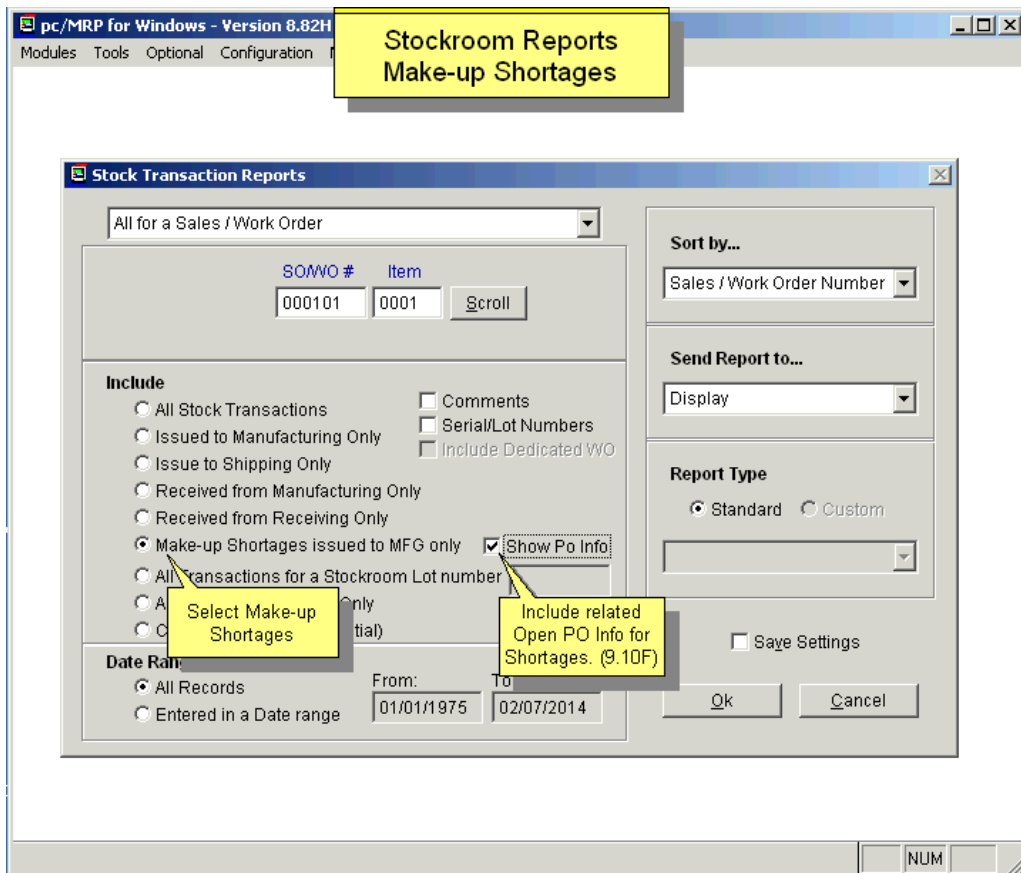 pc/MRP for Windows - Version 8.82H
Modules Tools Optional Configuration
Stockroom Reports
Make-up Shortages
Stock Transaction Reports
All for a Sales / Work Order
SO/WO # Item
000101 0001 Scroll
Include
All Stock Transactions
Issued to Manufacturing Only
Issue to Shipping Only
Received from Manufacturing Only
Received from Receiving Only
Make-up Shortages issued to MFG only
Show Po Info
All Transactions for a Stockroom Lot number
Comments
Serial/Lot Numbers
Include Dedicated WO
Select Make-up
Shortages
Include related
Open PO Info for
Shortages. (9.10F)
Date
All Records
Entered in a Date range
From: To
01/01/1975 02/07/2014
Sort by...
Sales / Work Order Number
Send Report to...
Display
Report Type
Standard Custom
Save Settings
Ok Cancel
NUM